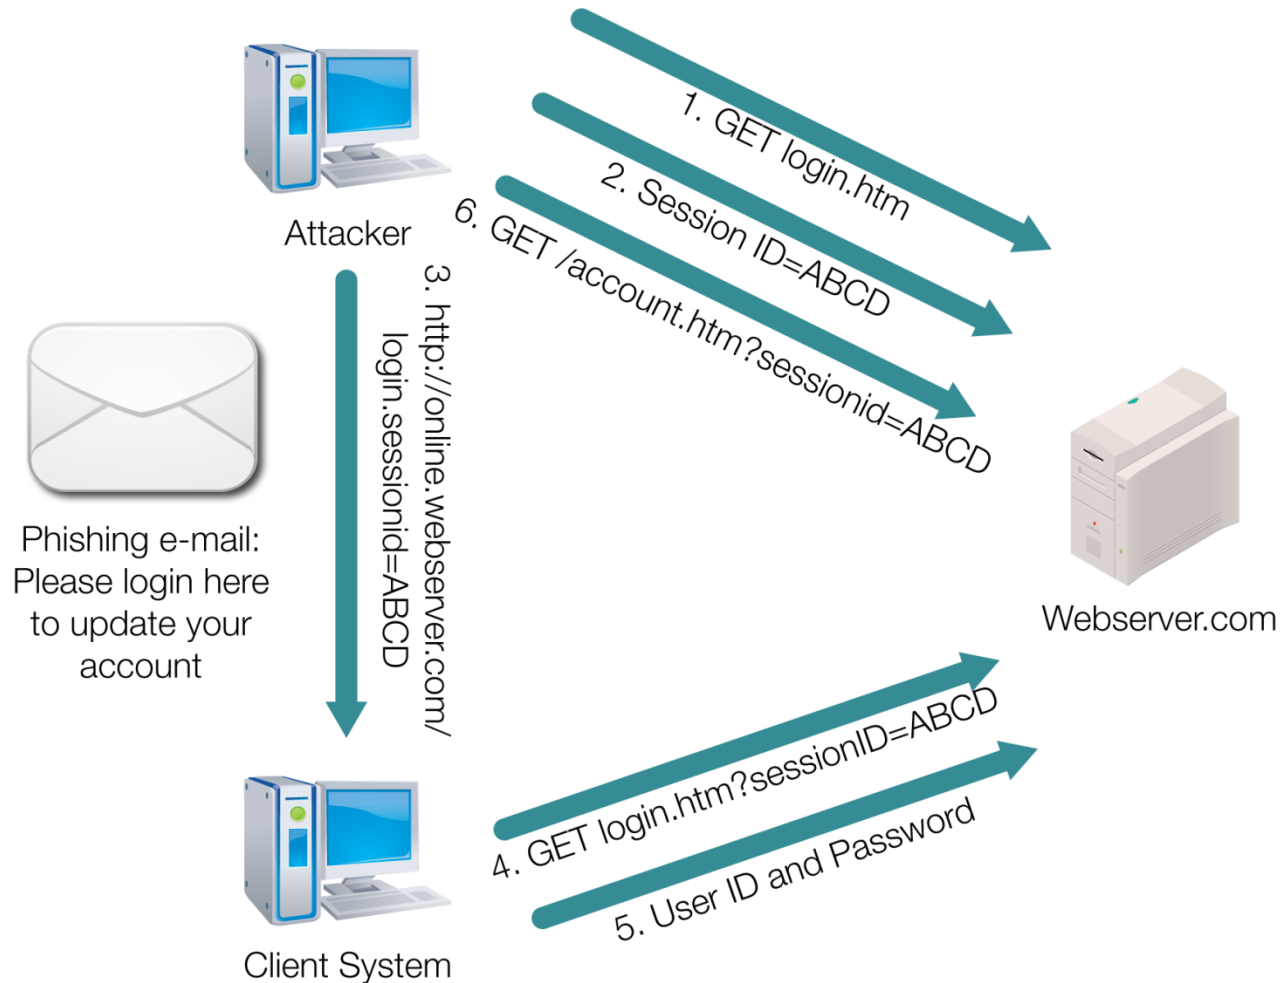 1. GET login.htm
2. Session ID=ABCD
6. GET /account.htm?sessionid=ABCD
Attacker
3. http://online.webserver.com/
login.sessionid=ABCD
Phishing e-mail:
Please login here
to update your
account
Webserver.com
4. GET login.htm?sessionID=ABCD
5. User ID and Password
Client System